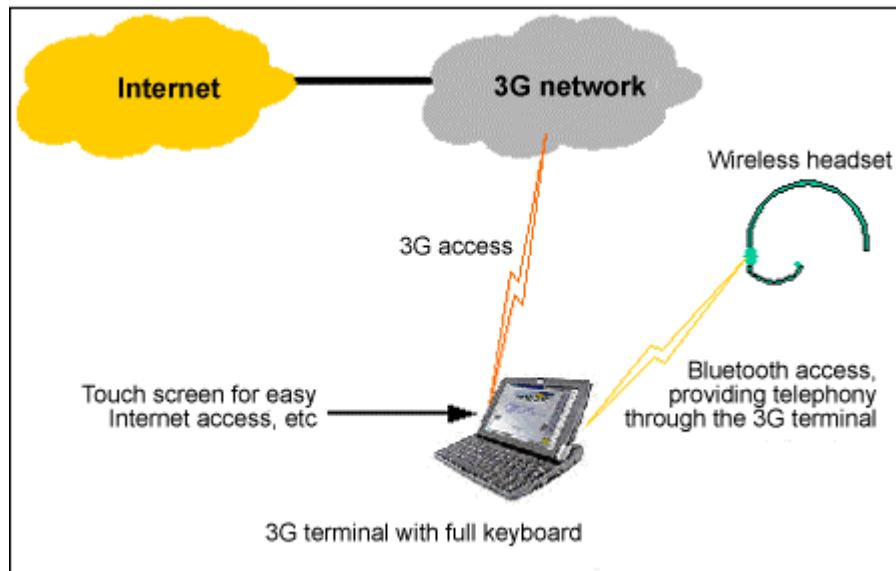 Internet
3G network
Wireless headset
3G access
Touch screen for easy
Internet access, etc
Bluetooth access,
providing telephony
through the 3G terminal
3G terminal with full keyboard